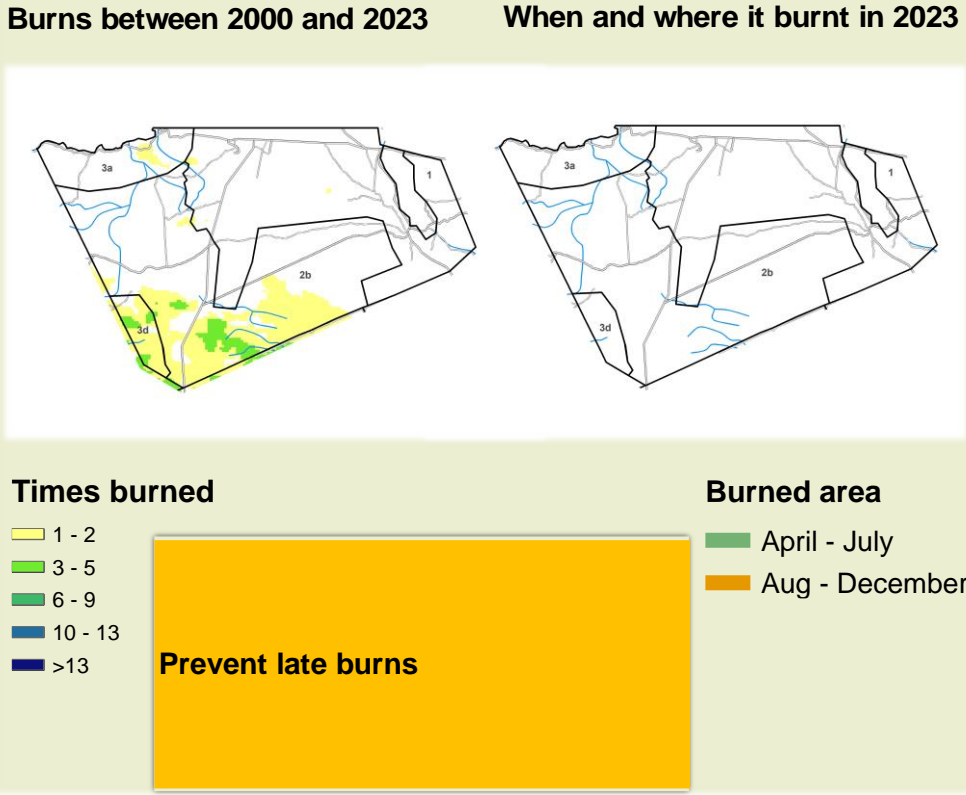 Burns between 2000 and 2023
When and where it burnt in 2023
3a
1
2b
3d
3a
1
2b
3d
Times burned
1 - 2
3 - 5
6 - 9
10 - 13
>13
Prevent late burns
Burned area
April - July
Aug - December